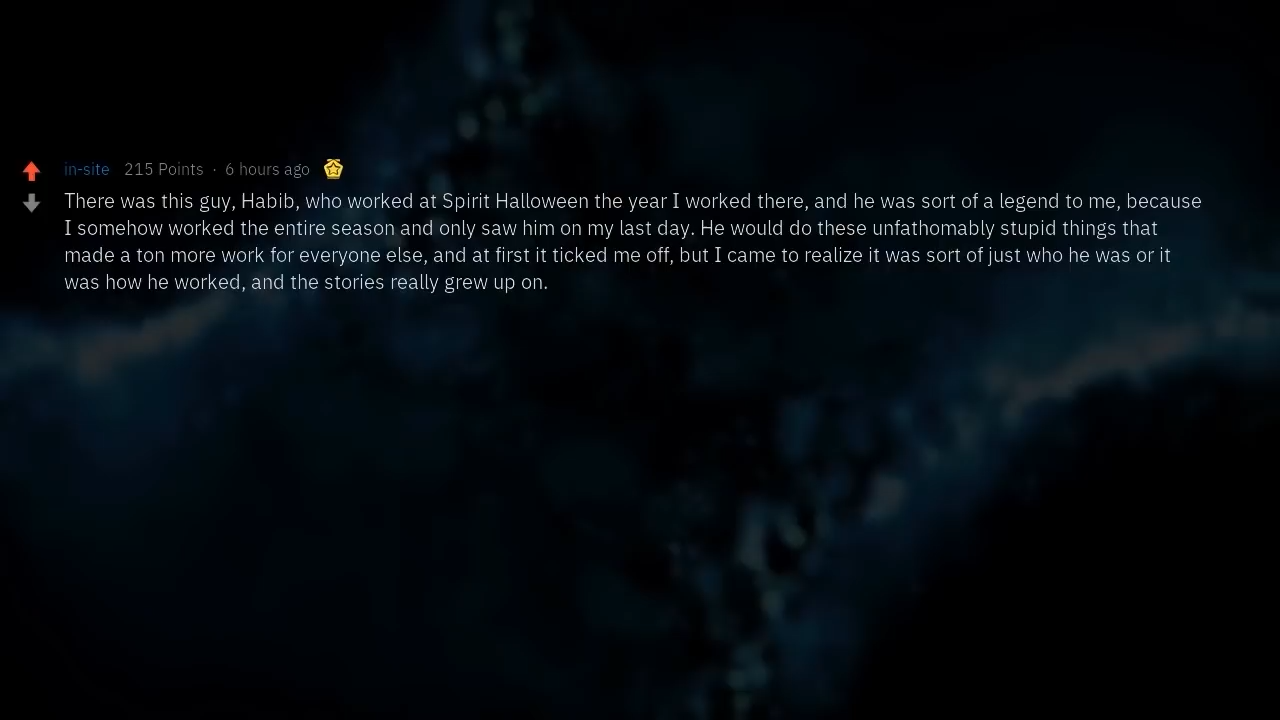 in-site 215 Points · 6 hours ago
There was this guy, Habib, who worked at Spirit Halloween the year I worked there, and he was sort of a legend to me, because
I somehow worked the entire season and only saw him on my last day. He would do these unfathomably stupid things that
made a ton more work for everyone else, and at first it ticked me off, but I came to realize it was sort of just who he was or it
was how he worked, and the stories really grew up on.